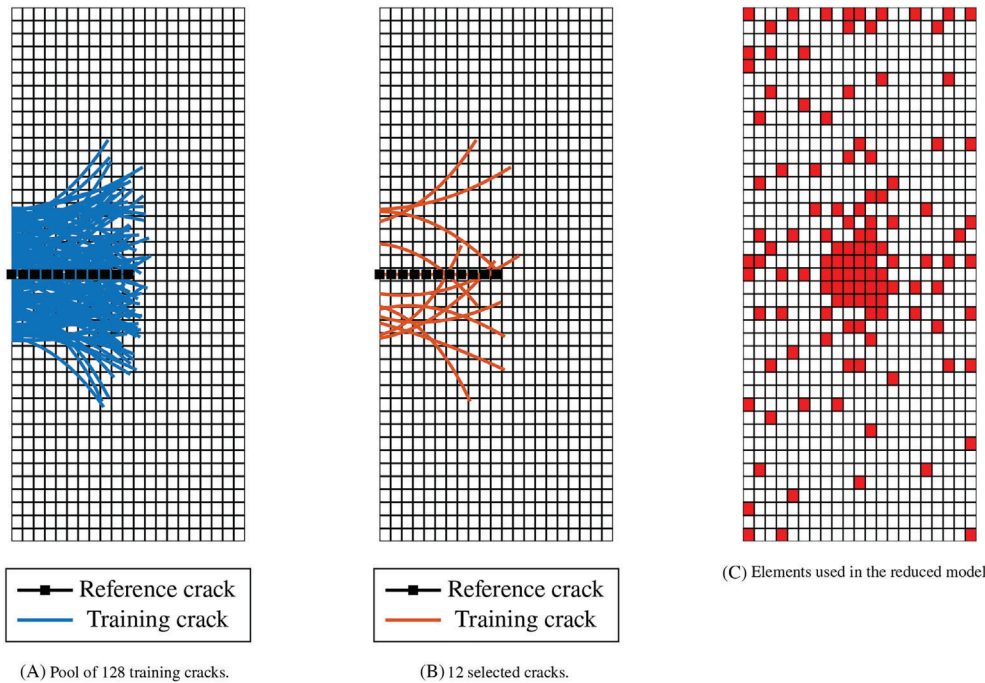 Reference crack
Training crack
(A) Pool of 128 training cracks.
Reference crack
Training crack
(B) 12 selected cracks.
(C) Elements used in the reduced model